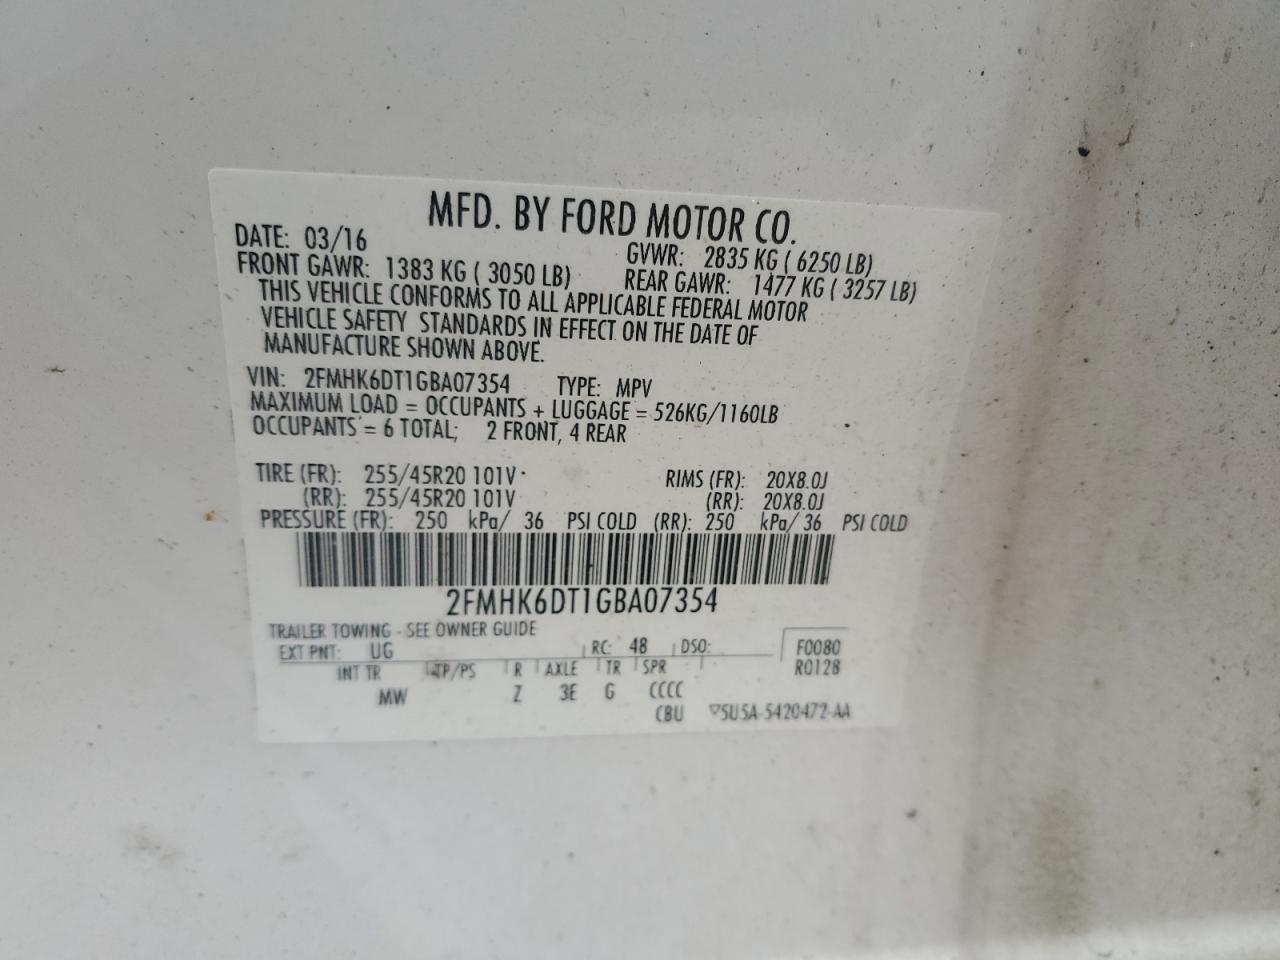 MFD. BY FORD MOTOR CO.
DATE: 03/16 GVWR: 2835 KG ( 6250 LB)
FRONT GAWR: 1383 KG ( 3050 LB) REAR GAWR: 1477 KG ( 3257 LB)
THIS VEHICLE CONFORMS TO ALL APPLICABLE FEDERAL MOTOR
VEHICLE SAFETY STANDARDS IN EFFECT ON THE DATE OF
MANUFACTURE SHOWN ABOVE.
VIN: 2FMHK6DT1GBA07354 TYPE: MPV
MAXIMUM LOAD = OCCUPANTS + LUGGAGE = 526KG/1160LB
OCCUPANTS = 6 TOTAL; 2 FRONT, 4 REAR
TIRE (FR): 255/45R20 101V RIMS (FR): 20X8.0J
(RR): 255/45R20 101V (RR): 20X8.0J
PRESSURE (FR): 250 kPa/ 36 PSI COLD (RR): 250 kPa/ 36 PSI COLD
2FMHK6DT1GBA07354
TRAILER TOWING - SEE OWNER GUIDE
EXT PNT: UG RC: 48 DSO: F0080
INT TR TP/PS R AXLE TR SPR R0128
MW Z 3E G CCCC
CBU 5U5A-5420472-AA